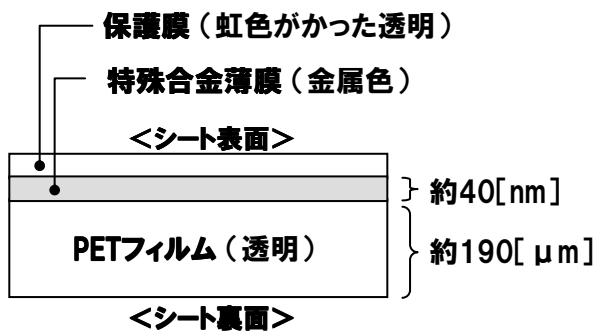 保護膜（虹色がかった透明）
特殊合金薄膜（金属色）
＜シート表面＞
約40[nm]
PETフィルム（透明）
約190[μm]
＜シート裏面＞